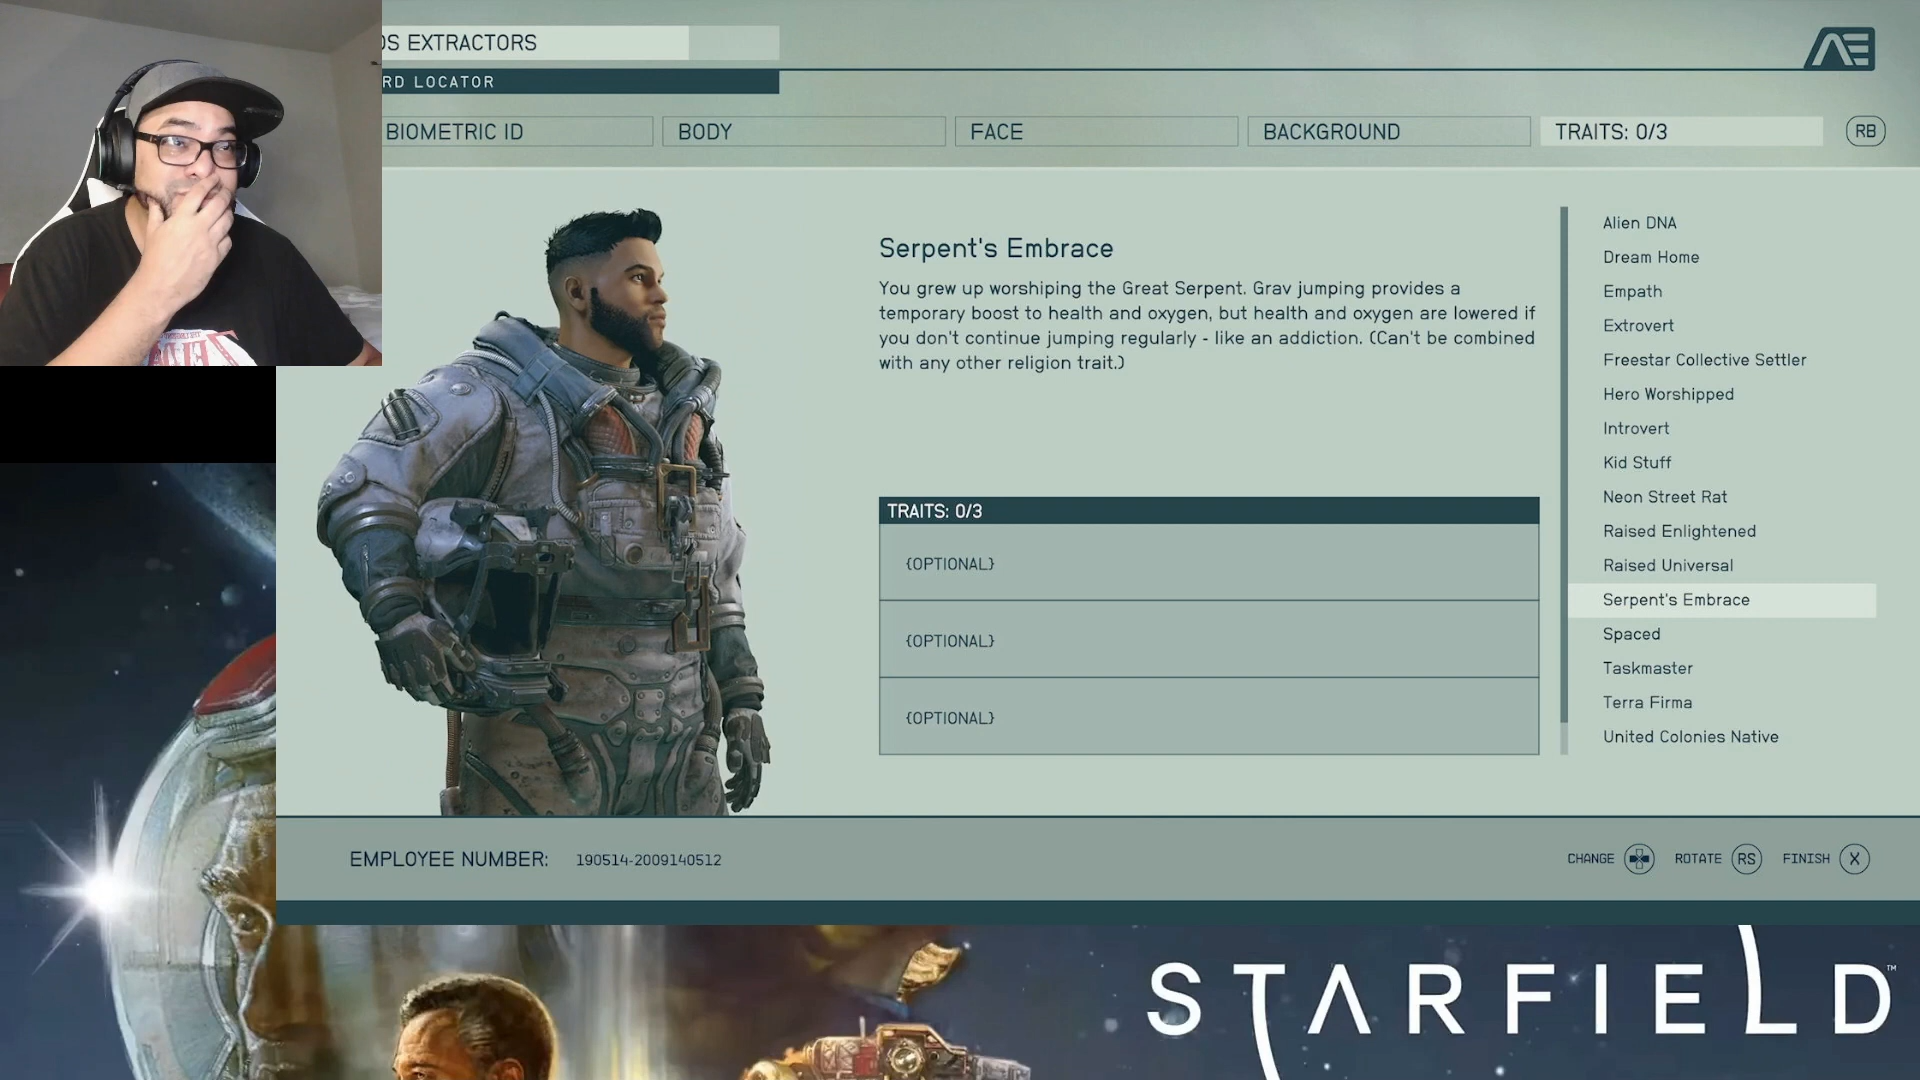 OS EXTRACTORS
RD LOCATOR
BIOMETRIC ID
BODY
FACE
BACKGROUND
TRAITS: 0/3
RB
Serpent's Embrace
You grew up worshiping the Great Serpent. Grav jumping provides a
temporary boost to health and oxygen, but health and oxygen are lowered if
you don't continue jumping regularly - like an addiction. (Can't be combined
with any other religion trait.)
TRAITS: 0/3
{OPTIONAL}
{OPTIONAL}
{OPTIONAL}
Alien DNA
Dream Home
Empath
Extrovert
Freestar Collective Settler
Hero Worshipped
Introvert
Kid Stuff
Neon Street Rat
Raised Enlightened
Raised Universal
Serpent's Embrace
Spaced
Taskmaster
Terra Firma
United Colonies Native
EMPLOYEE NUMBER: 190514-2009140512
CHANGE
ROTATE RS
FINISH X
STARFIELD™